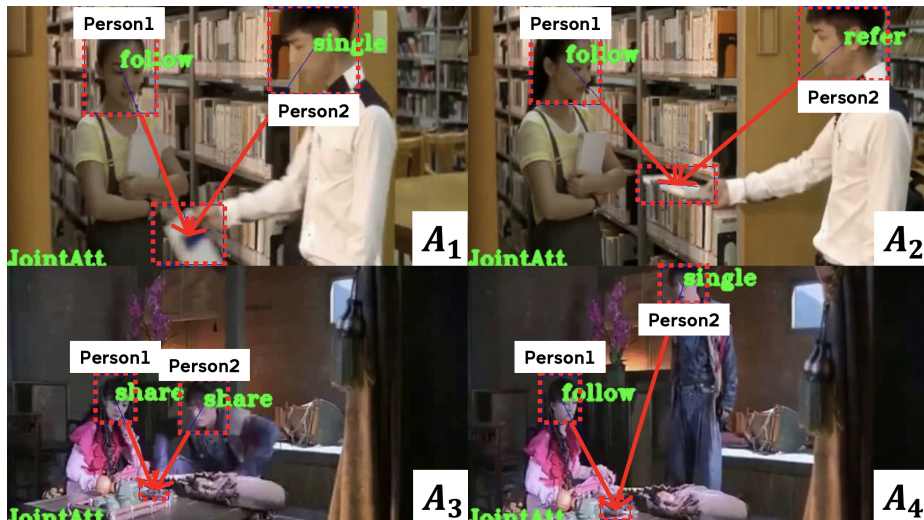 Person1
follow
single
Person2
A1
JointAtt
Person1
follow
refer
Person2
A2
JointAtt
Person1
Person2
share
share
A3
JointAtt
single
Person2
Person1
follow
A4
JointAtt